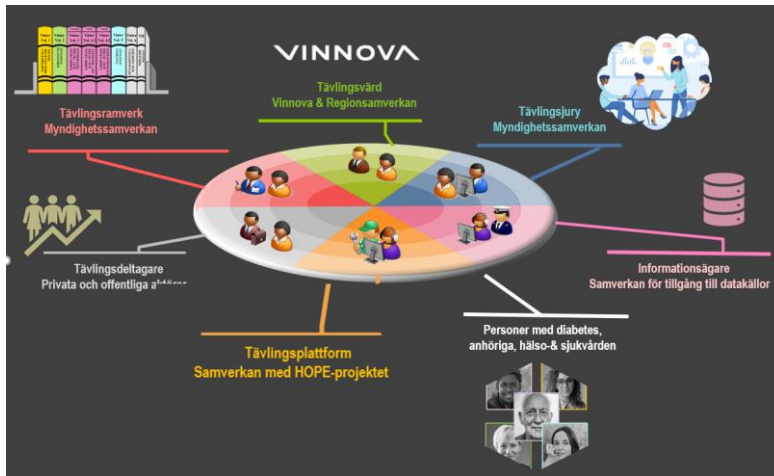 VINNOVA
Tävlingsvärd
Vinnova & Regionsamverkan
Tävlingsramverk
Myndighetssamverkan
Tävlingsjury
Myndighetssamverkan
Tävlingsdeltagare
Privata och offentliga
Informationsägare
Samverkan för tillgång till datakällor
Tävlingsplattform
Samverkan med HOPE-projektet
Personer med diabetes,
anhöriga, hälso-& sjukvården